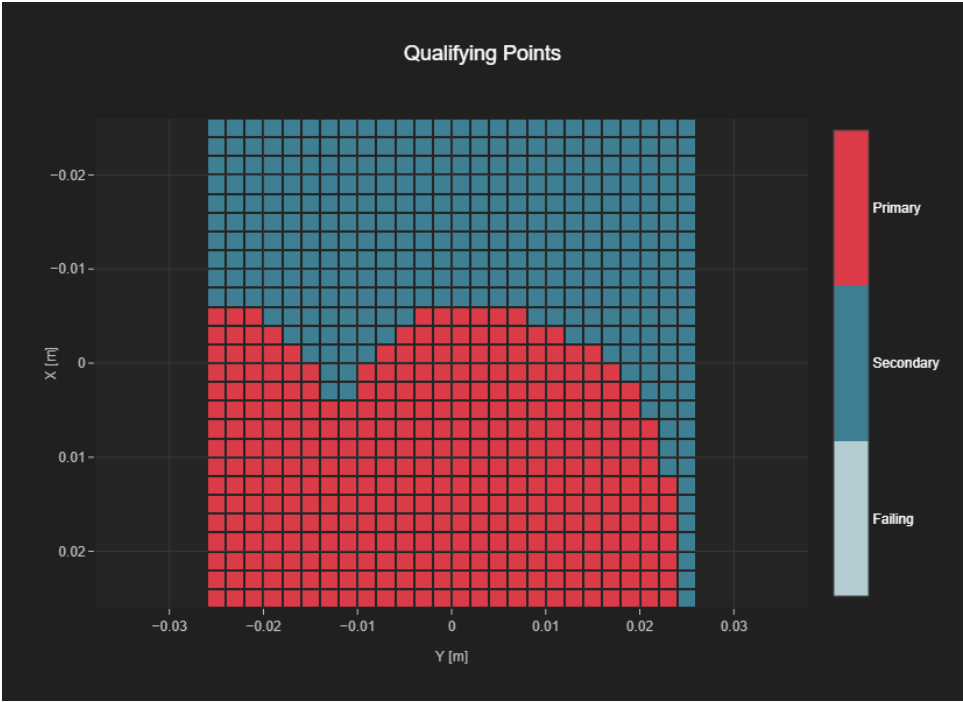 Qualifying Points
−0.02
−0.01
0
0.01
0.02
X [m]
−0.03
−0.02
−0.01
0
0.01
0.02
0.03
Y [m]
Primary
Secondary
Failing